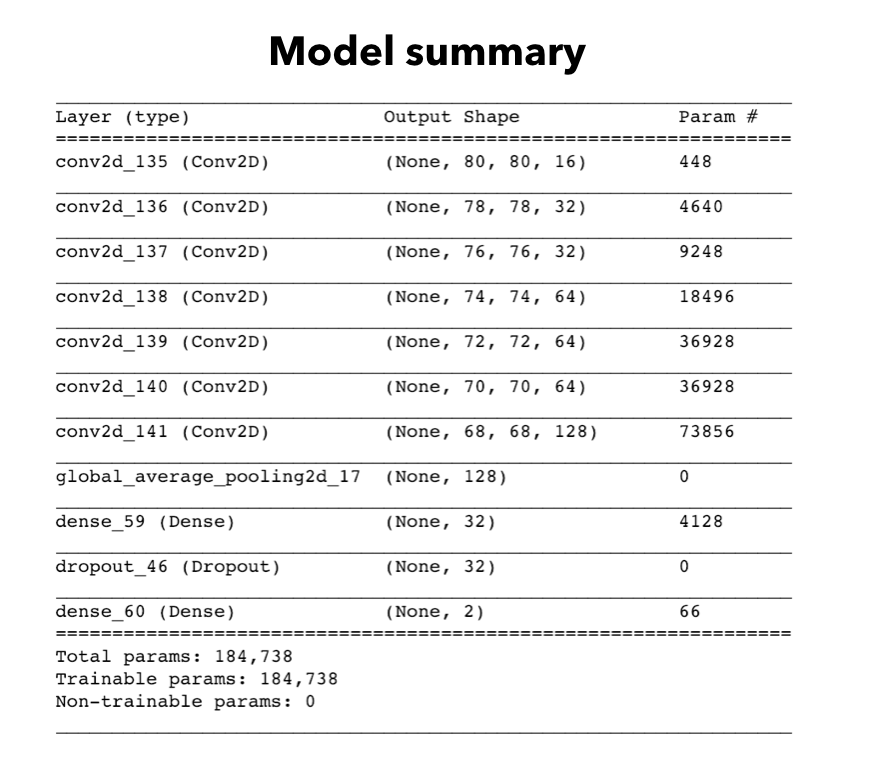 Model summary
Layer (type) Output Shape Param #
=================================================================
conv2d_135 (Conv2D) (None, 80, 80, 16) 448
conv2d_136 (Conv2D) (None, 78, 78, 32) 4640
conv2d_137 (Conv2D) (None, 76, 76, 32) 9248
conv2d_138 (Conv2D) (None, 74, 74, 64) 18496
conv2d_139 (Conv2D) (None, 72, 72, 64) 36928
conv2d_140 (Conv2D) (None, 70, 70, 64) 36928
conv2d_141 (Conv2D) (None, 68, 68, 128) 73856
global_average_pooling2d_17 (None, 128) 0
dense_59 (Dense) (None, 32) 4128
dropout_46 (Dropout) (None, 32) 0
dense_60 (Dense) (None, 2) 66
=================================================================
Total params: 184,738
Trainable params: 184,738
Non-trainable params: 0